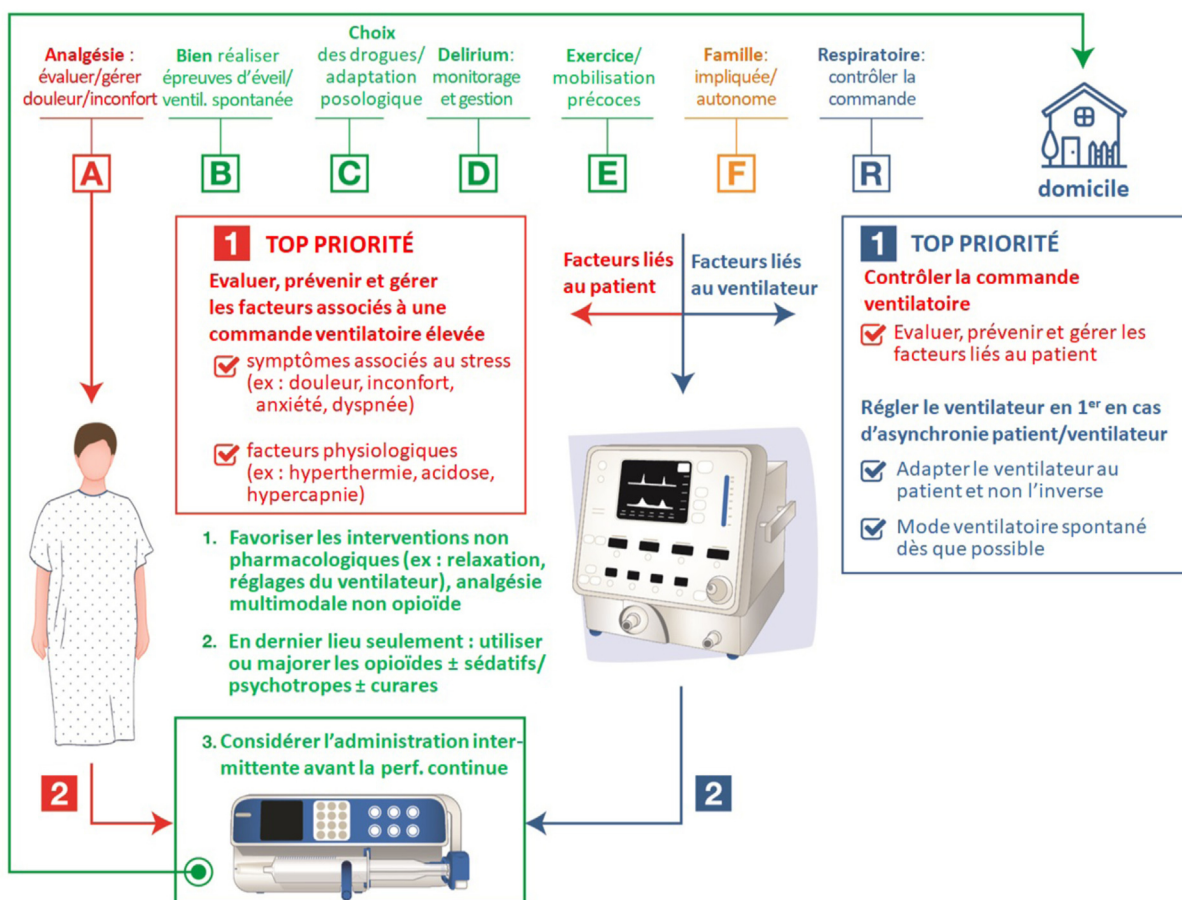 Analgésie :
évaluer/gérer
douleur/inconfort
A
Bien réaliser
épreuves d'éveil/
ventil. spontanée
B
Choix
des drogues/
adaptation
posologique
C
Delirium:
monitorage
et gestion
D
Exercice/
mobilisation
précoces
E
Famille:
impliquée/
autonome
F
Respiratoire:
contrôler la
commande
R
domicile
1 TOP PRIORITÉ
Evaluer, prévenir et gérer
les facteurs associés à une
commande ventilatoire élevée
symptômes associés au stress
(ex : douleur, inconfort,
anxiété, dyspnée)
facteurs physiologiques
(ex : hyperthermie, acidose,
hypercapnie)
Facteurs liés
au patient
Facteurs liés
au ventilateur
1 TOP PRIORITÉ
Contrôler la commande
ventilatoire
Evaluer, prévenir et gérer les
facteurs liés au patient
Régler le ventilateur en 1er en cas
d'asynchronie patient/ventilateur
Adapter le ventilateur au
patient et non l'inverse
Mode ventilatoire spontané
dès que possible
1. Favoriser les interventions non
pharmacologiques (ex : relaxation,
réglages du ventilateur), analgésie
multimodale non opioïde
2. En dernier lieu seulement : utiliser
ou majorer les opioïdes ± sédatifs/
psychotropes ± curares
3. Considérer l'administration inter-
mittente avant la perf. continue
2
2